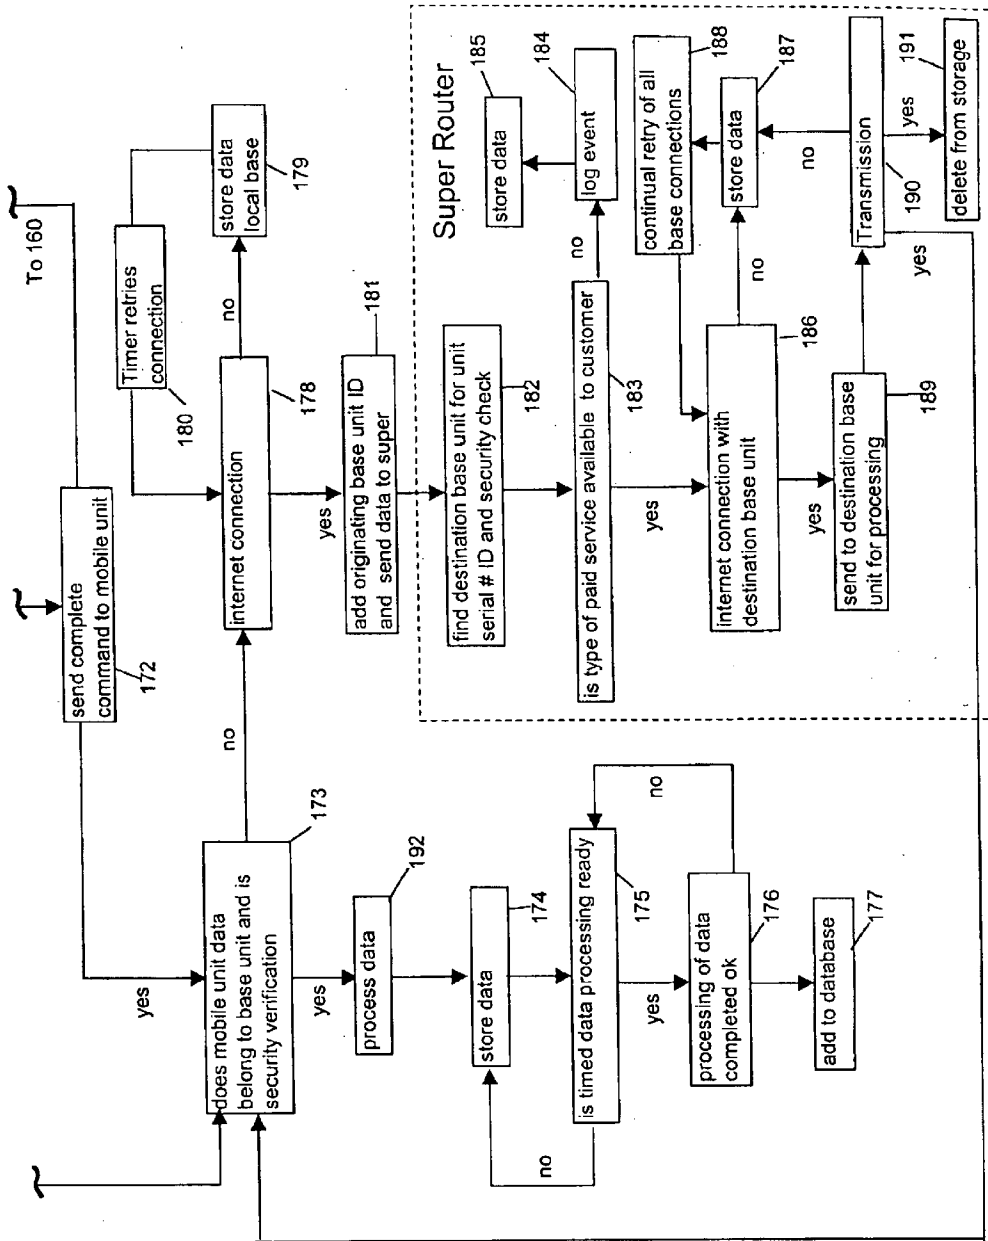 To 160
send complete
command to mobile unit
172
yes
does mobile unit data
belong to base unit and is
security verification
173
no
yes
process data
192
store data
174
is timed data processing ready
175
no
no
yes
processing of data
completed ok
176
add to database
177
Timer retries
connection
180
store data
local base
179
no
internet connection
178
yes
add originating base unit ID
and send data to super
181
Super Router
find destination base unit for unit
serial # ID and security check
182
is type of paid service available to customer
183
no
log event
184
store data
185
yes
internet connection with
destination base unit
186
no
store data
187
continual retry of all
base connections
188
yes
send to destination base
unit for processing
189
Transmission
190
no
yes
yes
delete from storage
191